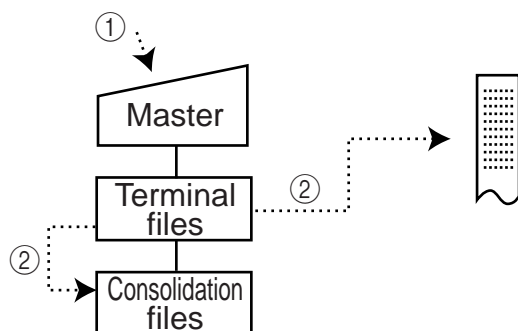 ①
Master
Terminal
files
②
②
Consolidation
files